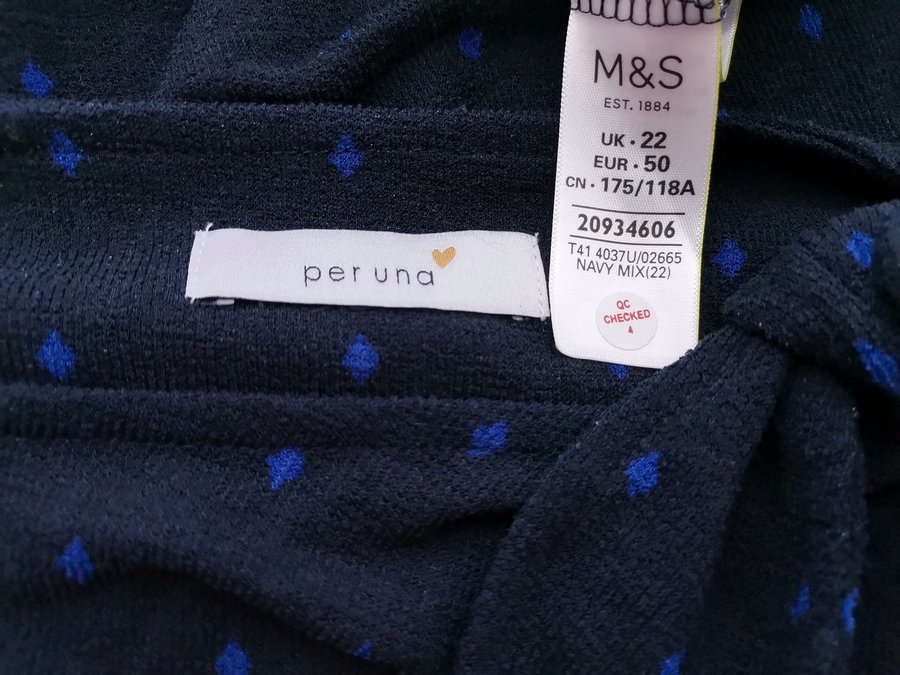 M&S
EST. 1884
UK · 22
EUR · 50
CN · 175/118A
20934606
T41 4037U/02665
NAVY MIX(22)
QC
CHECKED
4
per una